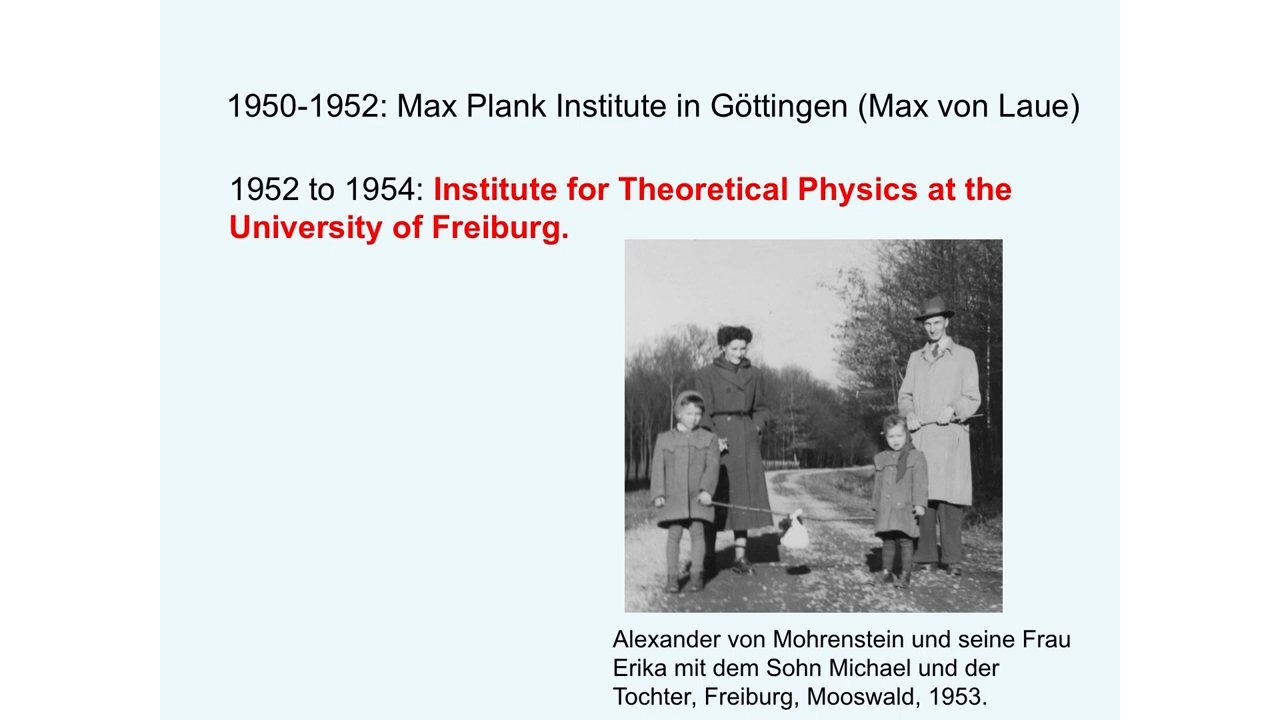 1950-1952: Max Plank Institute in Göttingen (Max von Laue)
1952 to 1954: Institute for Theoretical Physics at the
University of Freiburg.
Alexander von Mohrenstein und seine Frau
Erika mit dem Sohn Michael und der
Tochter, Freiburg, Mooswald, 1953.